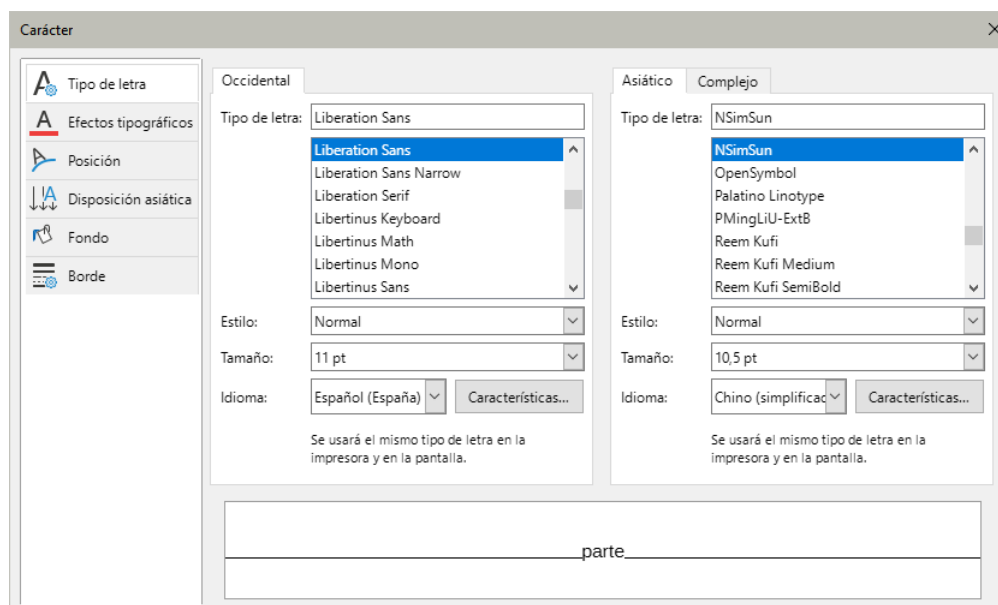 Carácter
Tipo de letra
Efectos tipográficos
Posición
Disposición asiática
Fondo
Borde
Occidental
Tipo de letra: Liberation Sans
Liberation Sans
Liberation Sans Narrow
Liberation Serif
Libertinus Keyboard
Libertinus Math
Libertinus Mono
Libertinus Sans
Estilo: Normal
Tamaño: 11 pt
Idioma: Español (España) Características...
Se usará el mismo tipo de letra en la
impresora y en la pantalla.
Asiático Complejo
Tipo de letra: NSimSun
NSimSun
OpenSymbol
Palatino Linotype
PMingLiU-ExtB
Reem Kufi
Reem Kufi Medium
Reem Kufi SemiBold
Estilo: Normal
Tamaño: 10,5 pt
Idioma: Chino (simplificad Características...
Se usará el mismo tipo de letra en la
impresora y en la pantalla.
parte